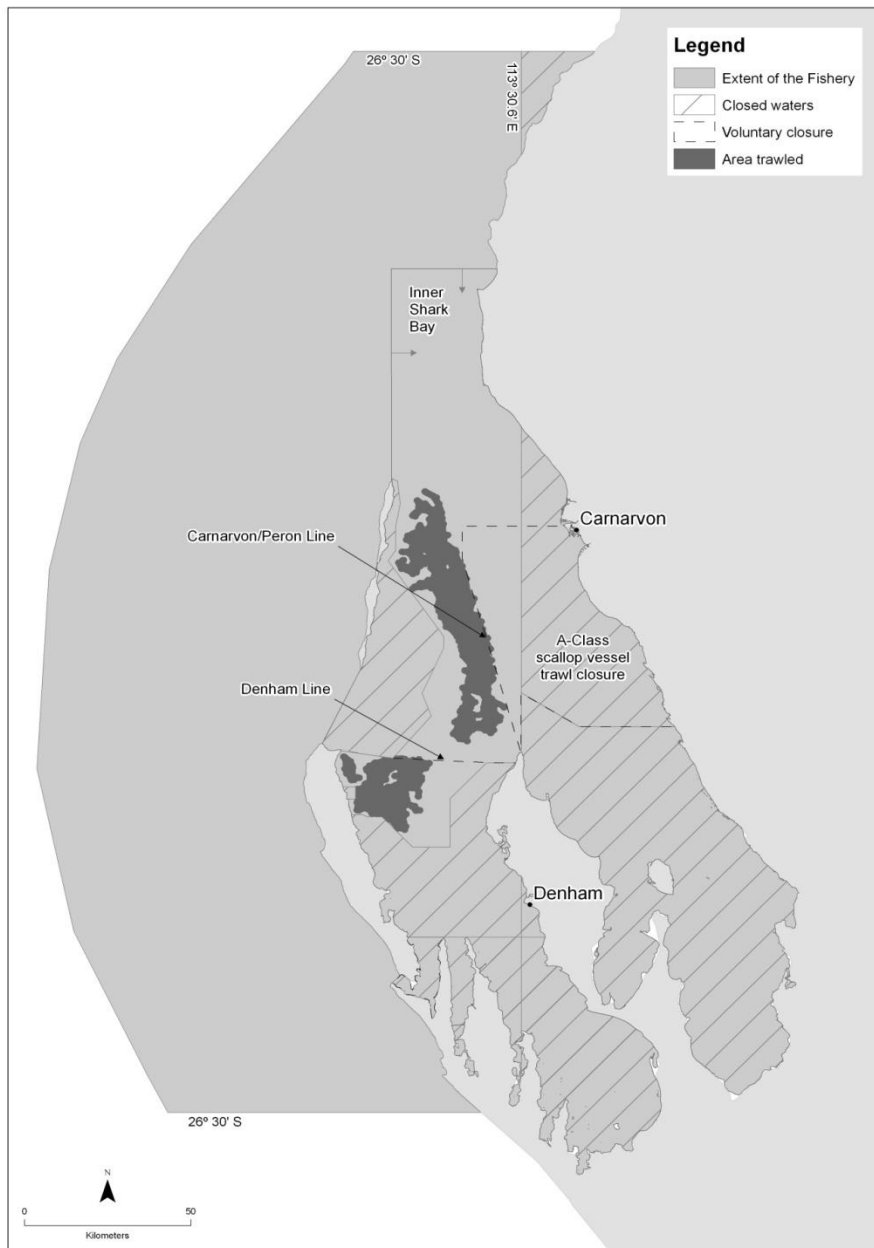 Legend
Extent of the Fishery
Closed waters
Voluntary closure
Area trawled
26º 30' S
113º 30.6' E
Inner
Shark
Bay
Carnarvon/Peron Line
Carnarvon
A-Class
scallop vessel
trawl closure
Denham Line
Denham
26º 30' S
N
0
50
Kilometers